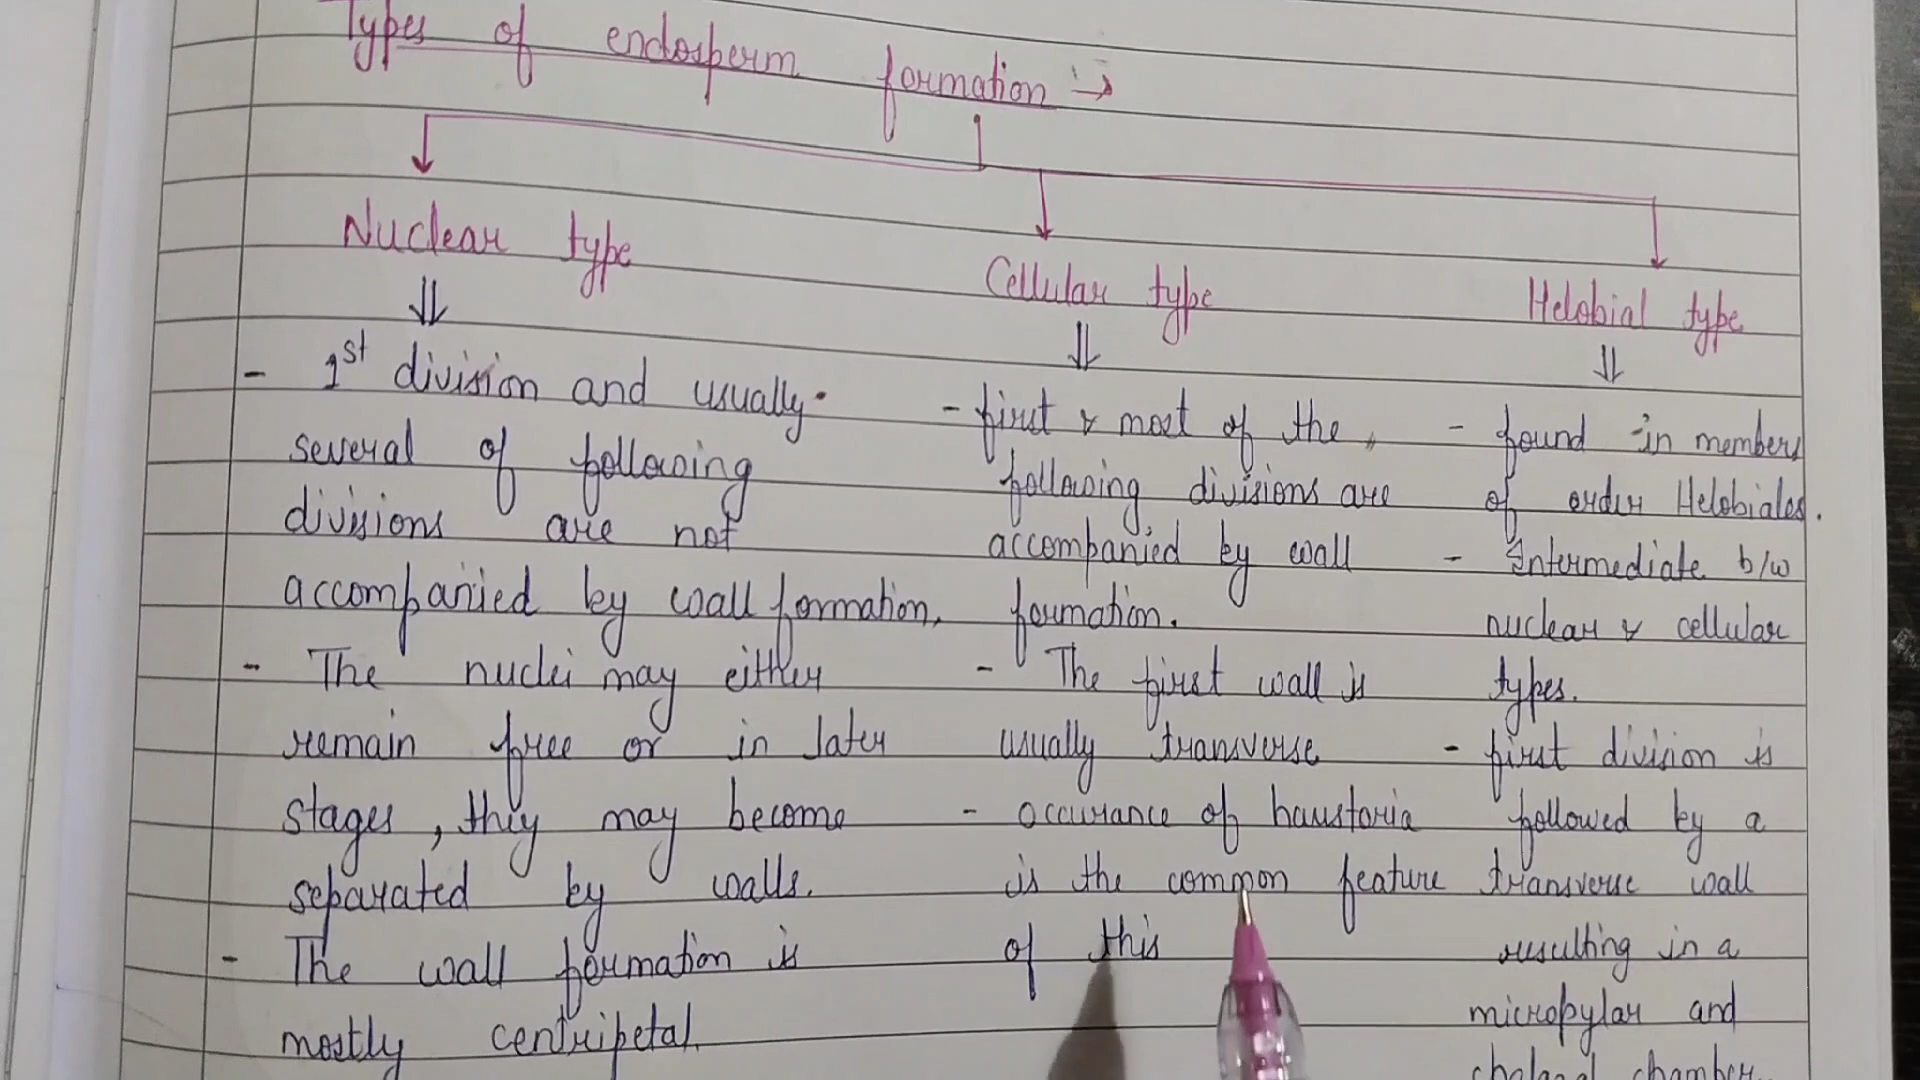 Types of endosperm formation :→
Nuclear type
⇓
- 1st division and usually
several of following
divisions are not
accompanied by wall formation.
- The nuclei may either
remain free or in later
stages, they may become
separated by walls.
- The wall formation is
mostly centripetal.
Cellular type
⇓
- first & most of the
following divisions are
accompanied by wall
formation.
- The first wall is
usually transverse
- occurance of haustoria
is the common feature
of this
Helobial type
⇓
- found in members
of order Helobiales.
- Intermediate b/w
nuclear & cellular
types.
- first division is
followed by a
transverse wall
resulting in a
micropylar and
chalazal chamber.